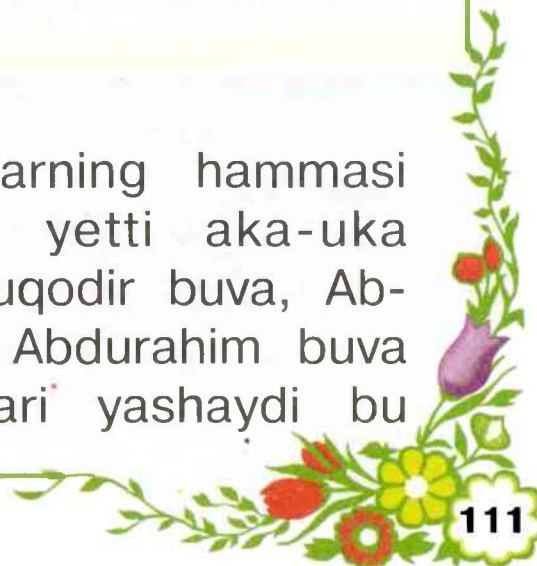 arning hammasi
yetti aka-uka
uqodir buva, Ab-
Abdurahim buva
ari yashaydi bu
111